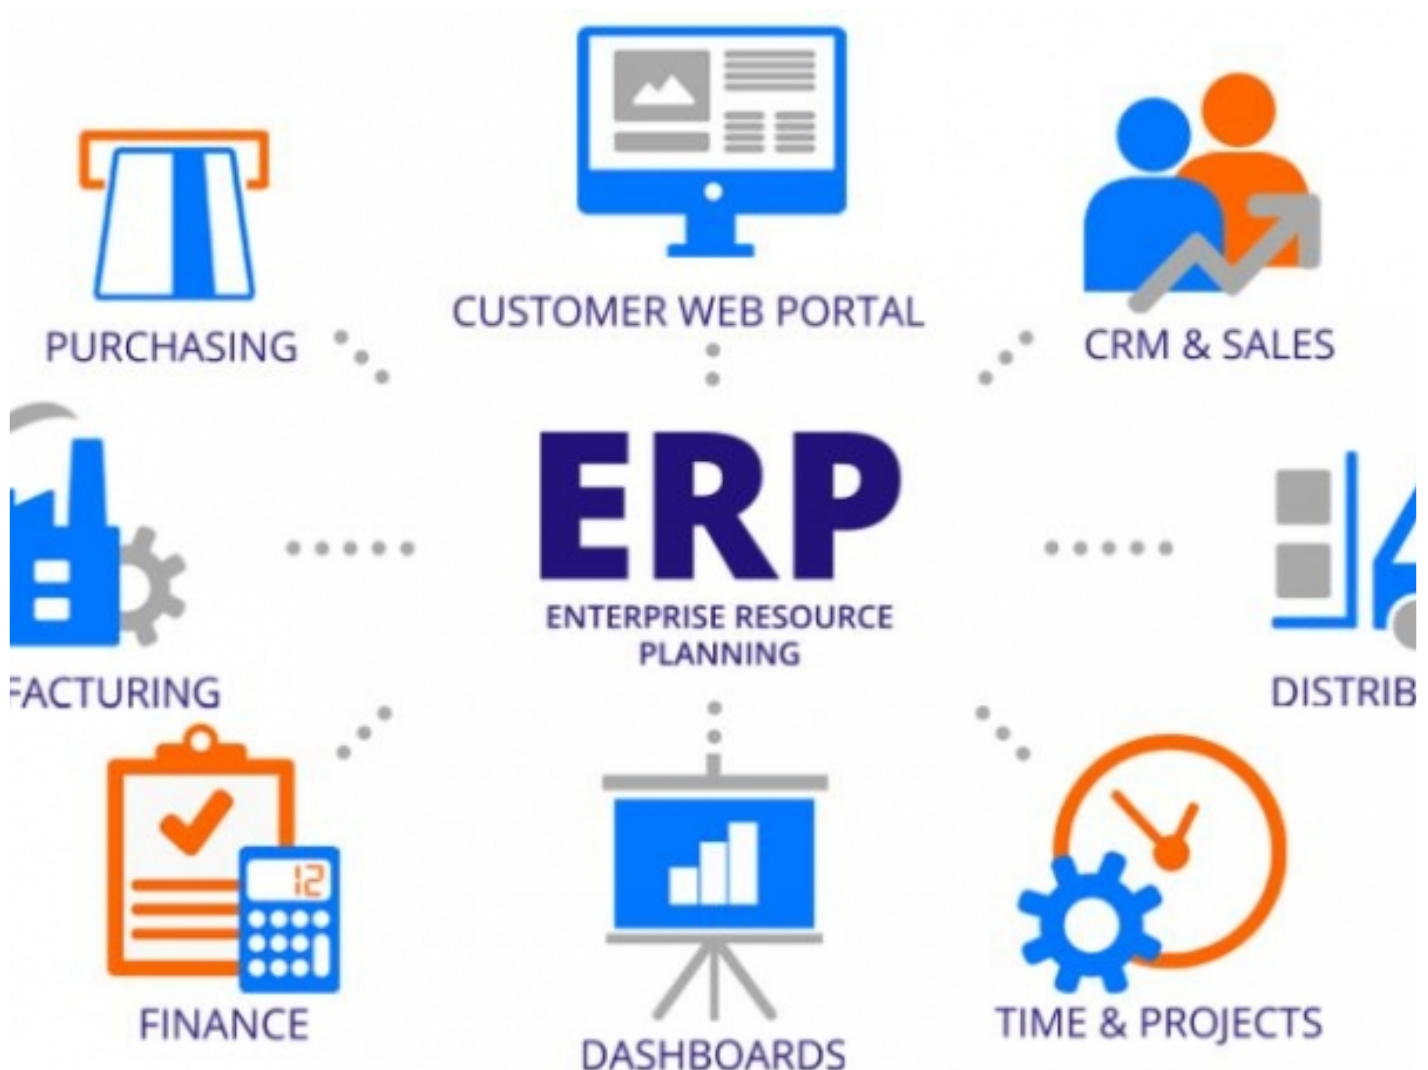 CUSTOMER WEB PORTAL
PURCHASING
CRM & SALES
ERP
ENTERPRISE RESOURCE
PLANNING
FACTURING
DISTRIB
12
FINANCE
DASHBOARDS
TIME & PROJECTS